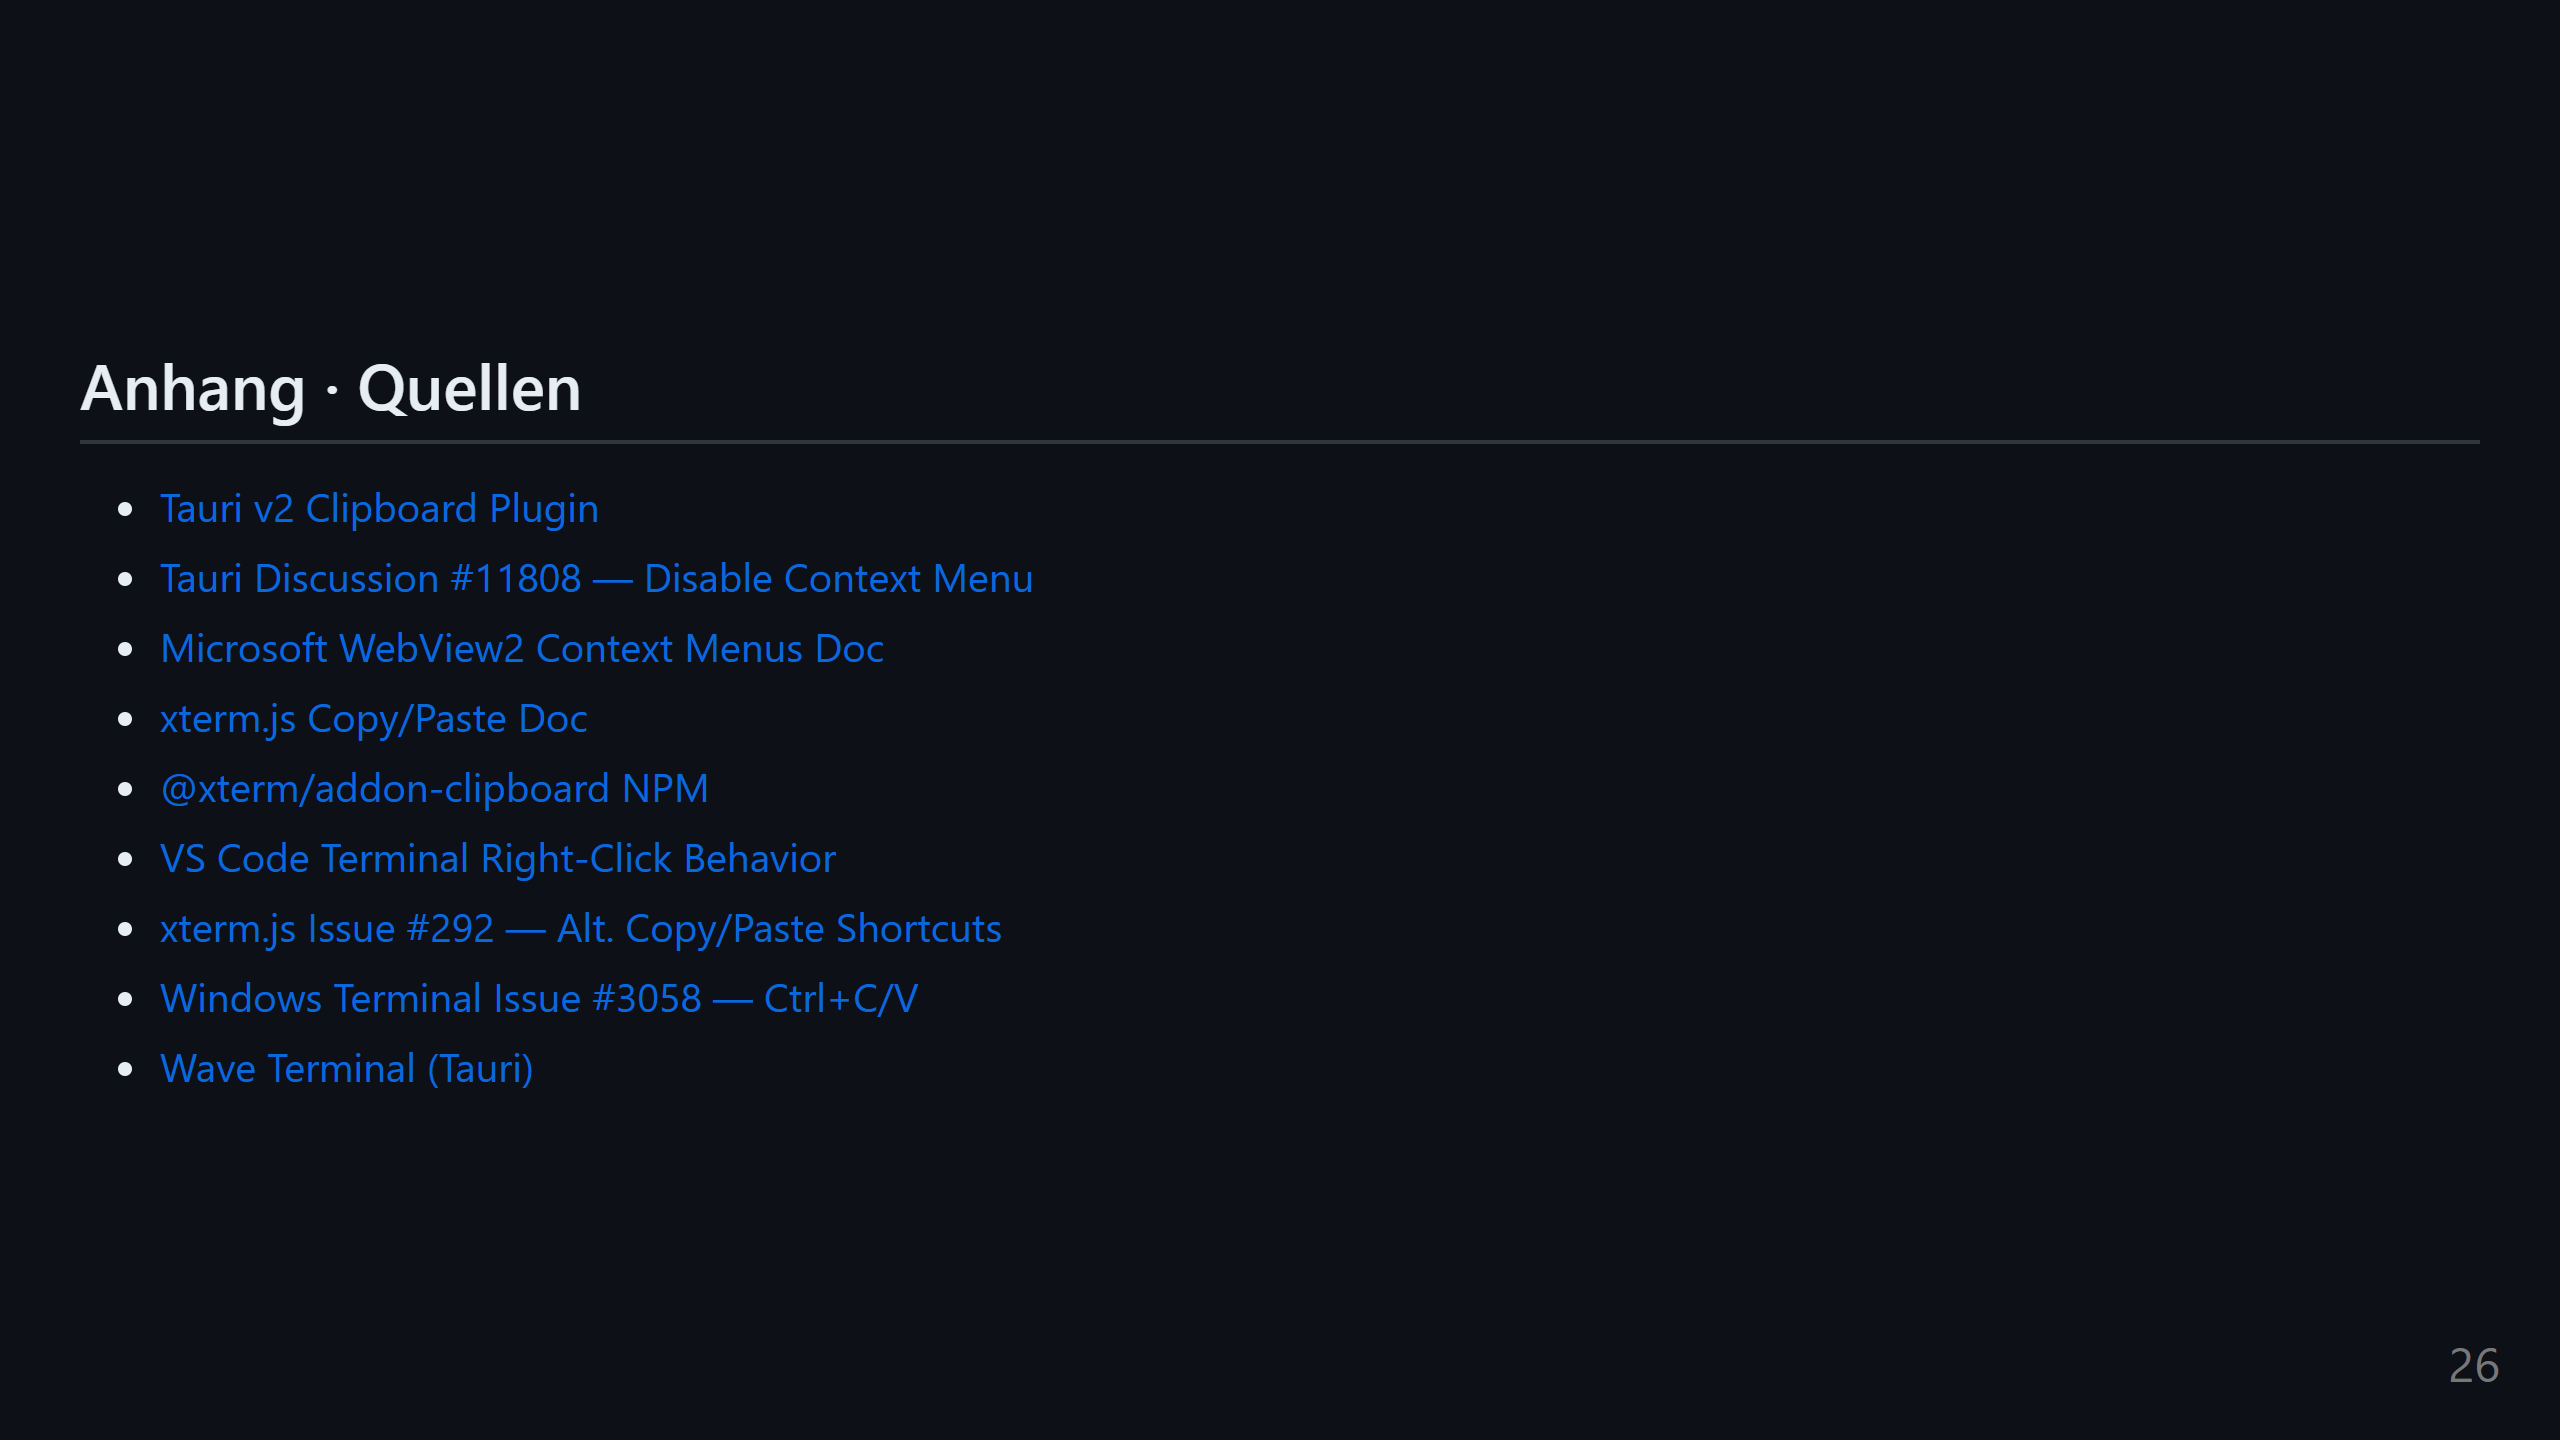 Anhang · Quellen
• Tauri v2 Clipboard Plugin
• Tauri Discussion #11808 — Disable Context Menu
• Microsoft WebView2 Context Menus Doc
• xterm.js Copy/Paste Doc
• @xterm/addon-clipboard NPM
• VS Code Terminal Right-Click Behavior
• xterm.js Issue #292 — Alt. Copy/Paste Shortcuts
• Windows Terminal Issue #3058 — Ctrl+C/V
• Wave Terminal (Tauri)
26